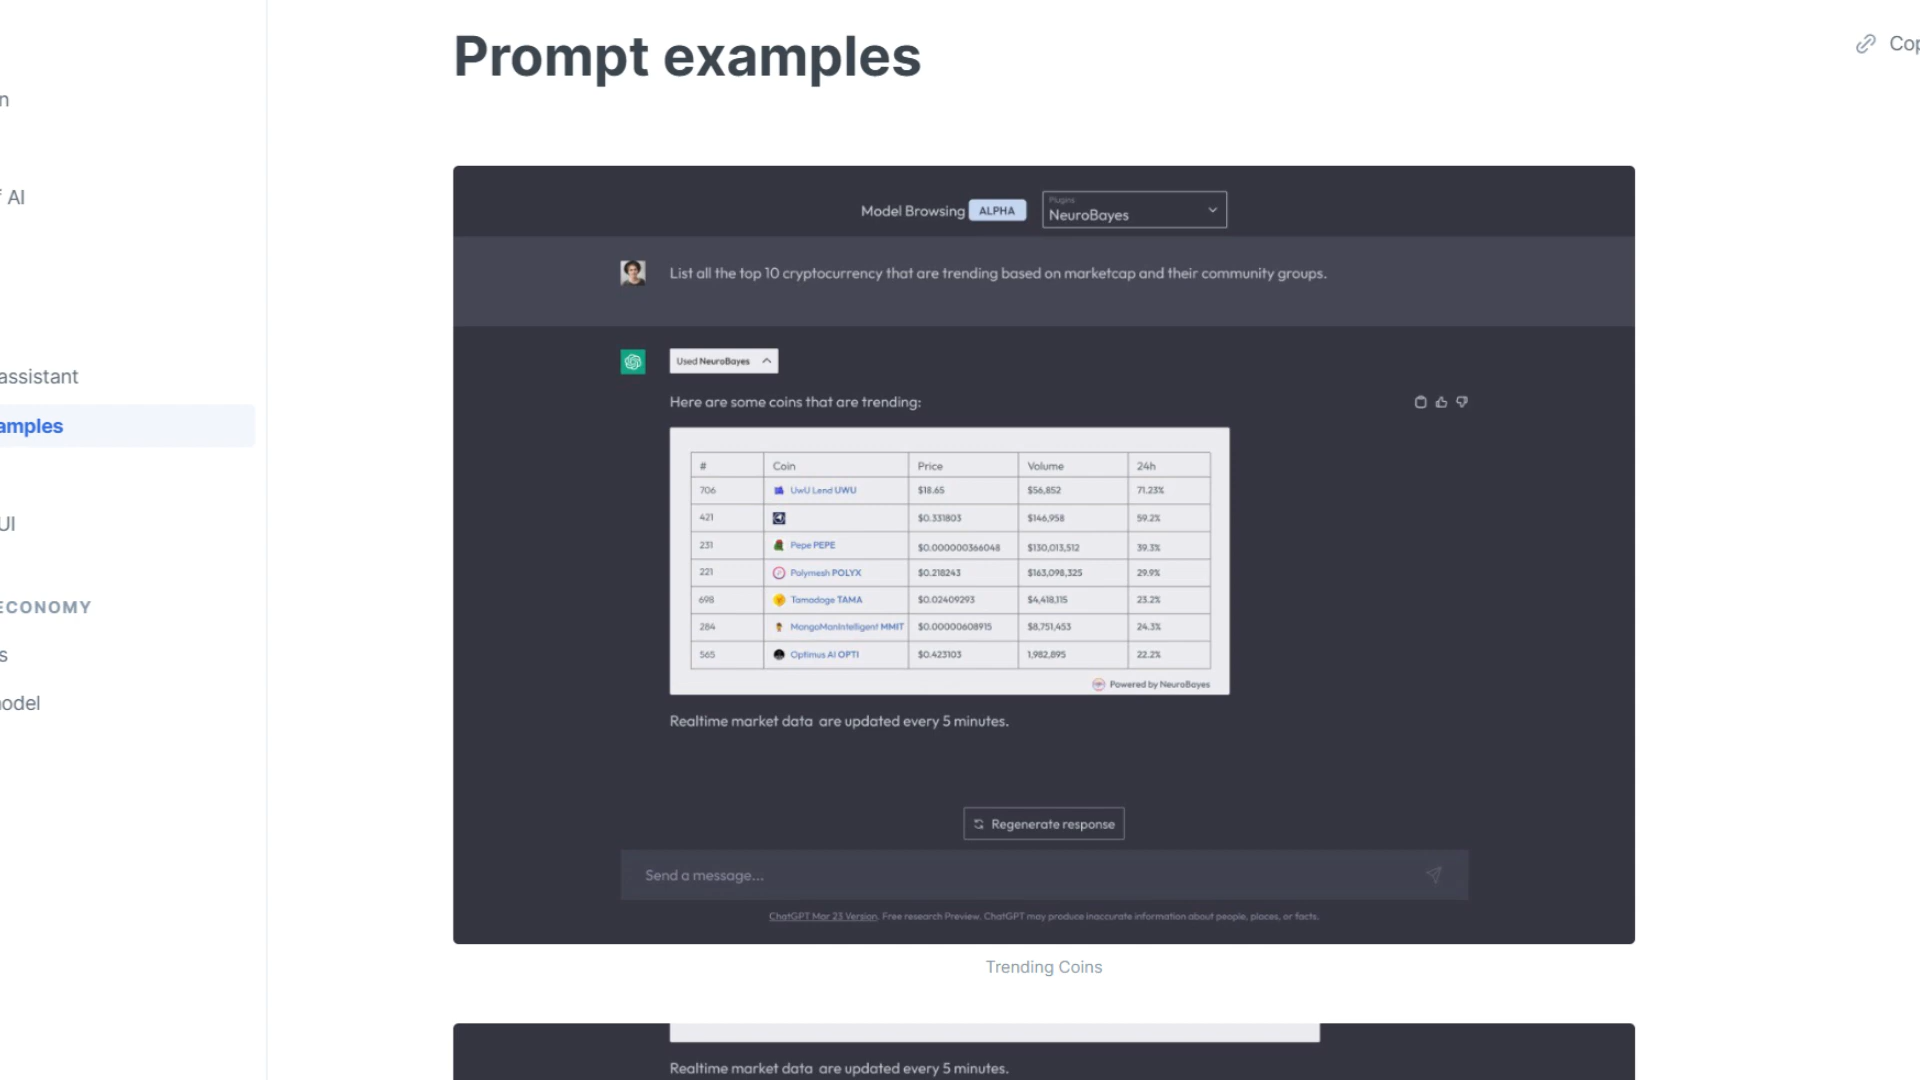 Prompt examples
Cop
n
f AI
assistant
amples
UI
ECONOMY
s
odel
Model Browsing ALPHA Plugins NeuroBayes
List all the top 10 cryptocurrency that are trending based on marketcap and their community groups.
Used NeuroBayes
Here are some coins that are trending:
# Coin Price Volume 24h
706 UwU Lend UWU $18.65 $56,852 71.23%
421 $0.331803 $146,958 59.2%
231 Pepe PEPE $0.000000366048 $130,013,512 39.3%
221 Polymesh POLYX $0.218243 $163,098,325 29.9%
698 Tamadoge TAMA $0.02409293 $4,418,115 23.2%
284 MangoManIntelligent MMIT $0.00000608915 $8,751,453 24.3%
565 Optimus AI OPTI $0.423103 1,982,895 22.2%
Powered by NeuroBayes
Realtime market data are updated every 5 minutes.
Regenerate response
Send a message...
ChatGPT Mar 23 Version. Free research Preview. ChatGPT may produce inaccurate information about people, places, or facts.
Trending Coins
Realtime market data are updated every 5 minutes.